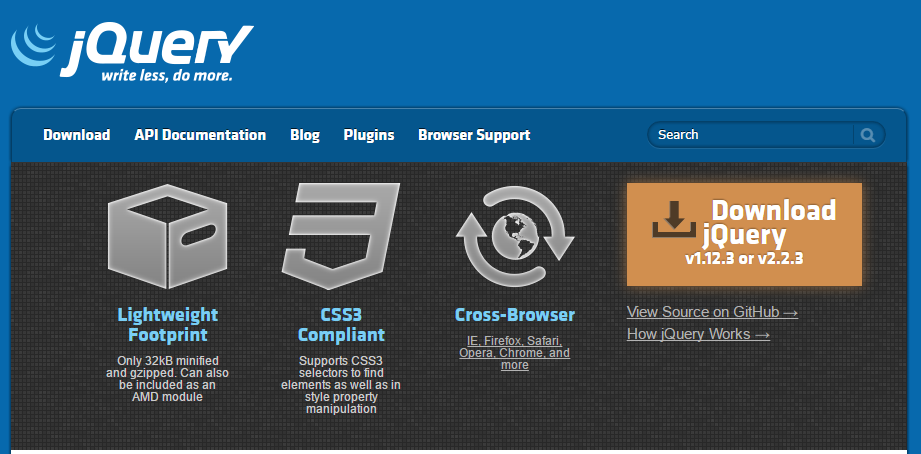 jQuery
write less, do more.
Download API Documentation Blog Plugins Browser Support Search
Lightweight
Footprint
Only 32kB minified
and gzipped. Can also
be included as an
AMD module
CSS3
Compliant
Supports CSS3
selectors to find
elements as well as in
style property
manipulation
Cross-Browser
IE, Firefox, Safari,
Opera, Chrome, and
more
Download
jQuery
v1.12.3 or v2.2.3
View Source on GitHub →
How jQuery Works →